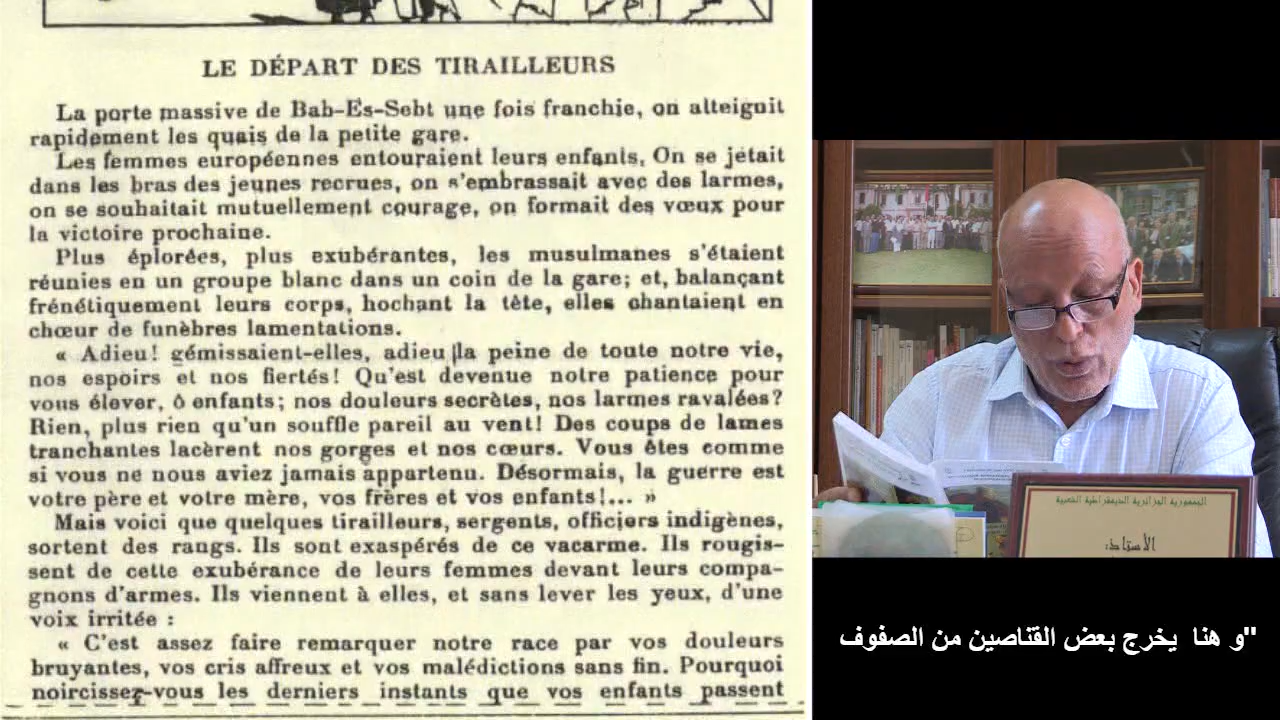 LE DÉPART DES TIRAILLEURS
La porte massive de Bab-Es-Sebt une fois franchie, on atteignit
rapidement les quais de la petite gare.
Les femmes européennes entouraient leurs enfants. On se jetait
dans les bras des jeunes recrues, on s'embrassait avec des larmes,
on se souhaitait mutuellement courage, on formait des vœux pour
la victoire prochaine.
Plus éplorées, plus exubérantes, les musulmanes s'étaient
réunies en un groupe blanc dans un coin de la gare; et, balançant
frénétiquement leurs corps, hochant la tête, elles chantaient en
chœur de funèbres lamentations.
« Adieu! gémissaient-elles, adieu la peine de toute notre vie,
nos espoirs et nos fiertés! Qu'est devenue notre patience pour
vous élever, ô enfants; nos douleurs secrètes, nos larmes ravalées?
Rien, plus rien qu'un souffle pareil au vent! Des coups de lames
tranchantes lacèrent nos gorges et nos cœurs. Vous êtes comme
si vous ne nous aviez jamais appartenu. Désormais, la guerre est
votre père et votre mère, vos frères et vos enfants!... »
Mais voici que quelques tirailleurs, sergents, officiers indigènes,
sortent des rangs. Ils sont exaspérés de ce vacarme. Ils rougis-
sent de cette exubérance de leurs femmes devant leurs compa-
gnons d'armes. Ils viennent à elles, et sans lever les yeux, d'une
voix irritée :
« C'est assez faire remarquer notre race par vos douleurs
bruyantes, vos cris affreux et vos malédictions sans fin. Pourquoi
noircissez-vous les derniers instants que vos enfants passent
الجمهورية الجزائرية الديمقراطية الشعبية
الأستاذ:
"و هنا يخرج بعض القناصين من الصفوف